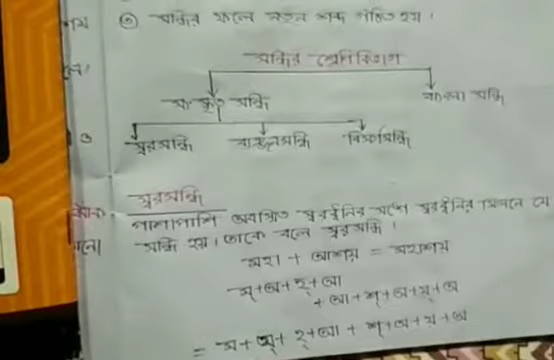 ③ সন্ধির ফলে নতুন শব্দ গঠিত হয়।
সন্ধির শ্রেণিবিভাগ
সংস্কৃত সন্ধি বাংলা সন্ধি
স্বরসন্ধি ব্যঞ্জনসন্ধি বিসর্গসন্ধি
স্বরসন্ধি
পাশাপাশি অবস্থিত স্বরধ্বনির সঙ্গে স্বরধ্বনির মিলনে যে
সন্ধি হয়। তাকে বলে স্বরসন্ধি।
মহা + আশয় = মহাশয়
ম্+অ+হ্+আ
+ আ+শ্+অ+য়্+অ
= ম+অ্+ হ্+আ + শ্+অ+য+অ